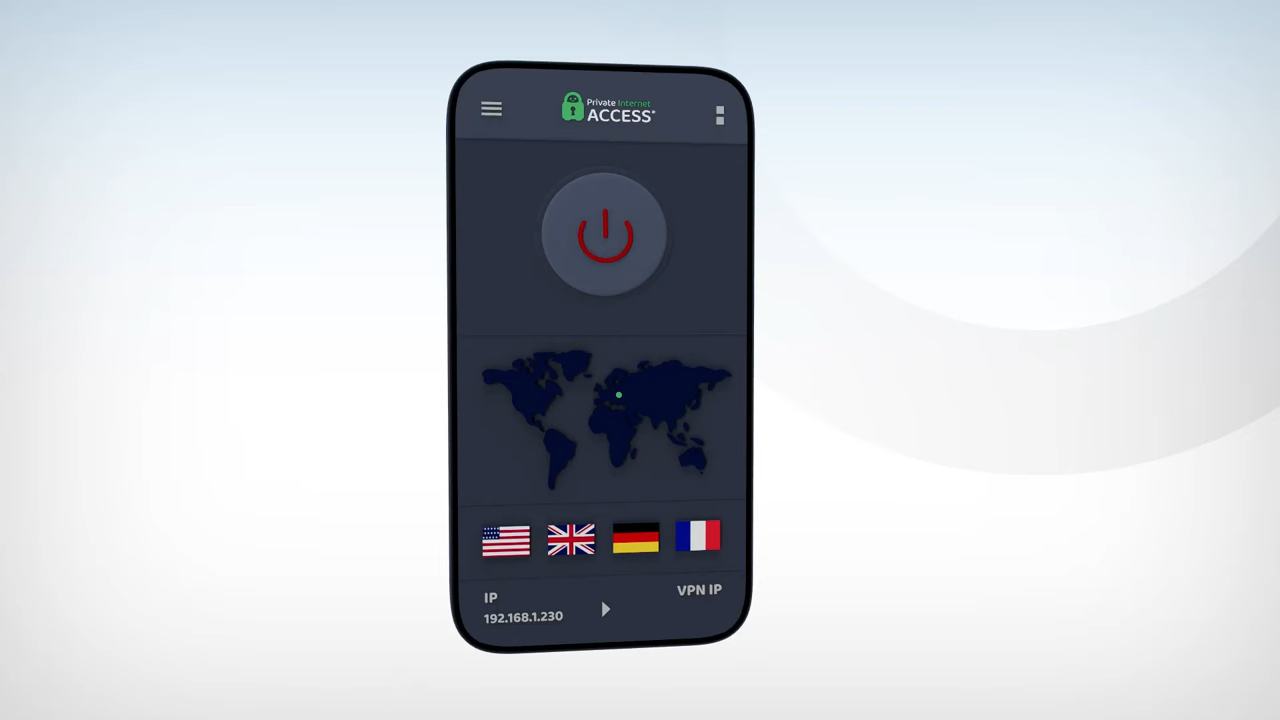 Private Internet
ACCESS®
IP
192.168.1.230
VPN IP